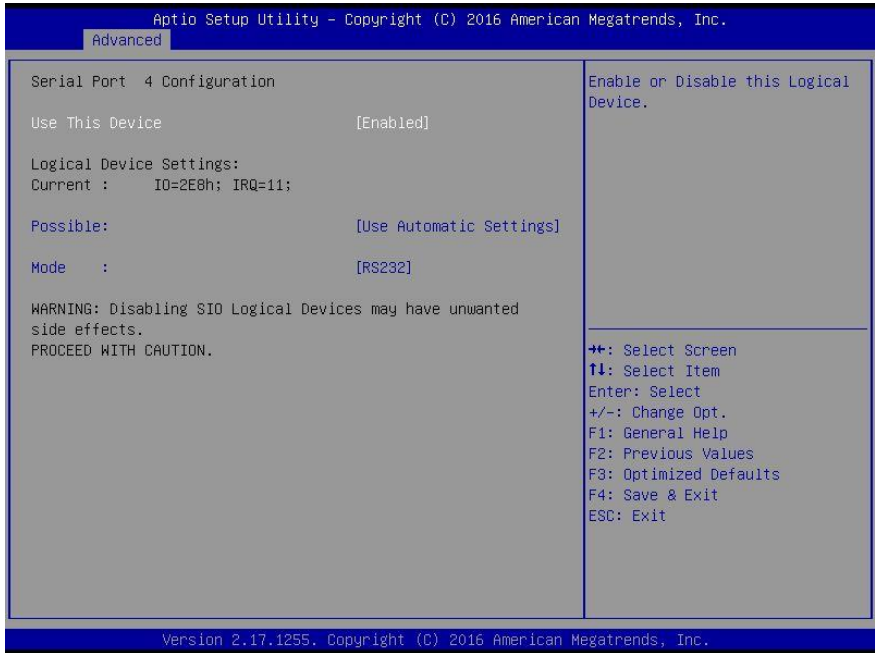 Aptio Setup Utility – Copyright (C) 2016 American Megatrends, Inc.
Advanced
Serial Port  4 Configuration
Use This Device [Enabled]
Logical Device Settings:
Current :    IO=2E8h; IRQ=11;
Possible: [Use Automatic Settings]
Mode    : [RS232]
WARNING: Disabling SIO Logical Devices may have unwanted
side effects.
PROCEED WITH CAUTION.
Enable or Disable this Logical
Device.
→←: Select Screen
↑↓: Select Item
Enter: Select
+/-: Change Opt.
F1: General Help
F2: Previous Values
F3: Optimized Defaults
F4: Save & Exit
ESC: Exit
Version 2.17.1255. Copyright (C) 2016 American Megatrends, Inc.